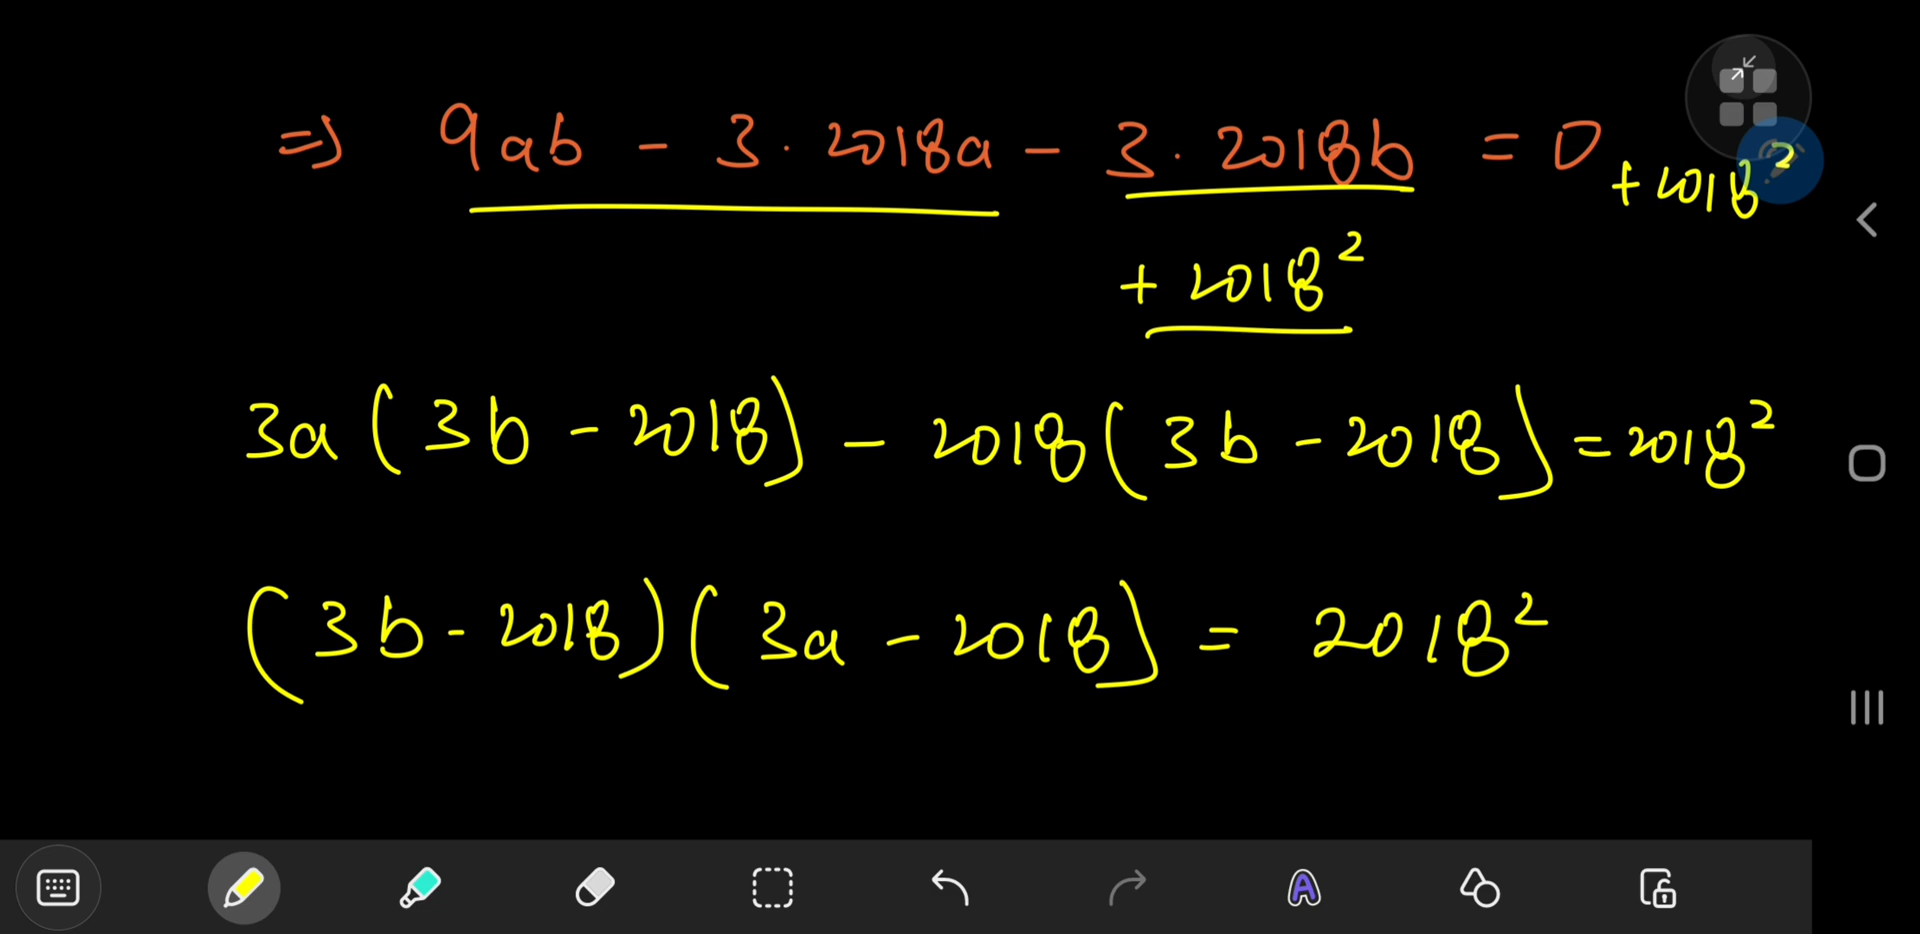 ⇒ 9ab - 3 · 2018a - 3 · 2018b = 0 + 2018²
+ 2018²
3a(3b - 2018) - 2018(3b - 2018) = 2018²
(3b - 2018)(3a - 2018) = 2018²
A